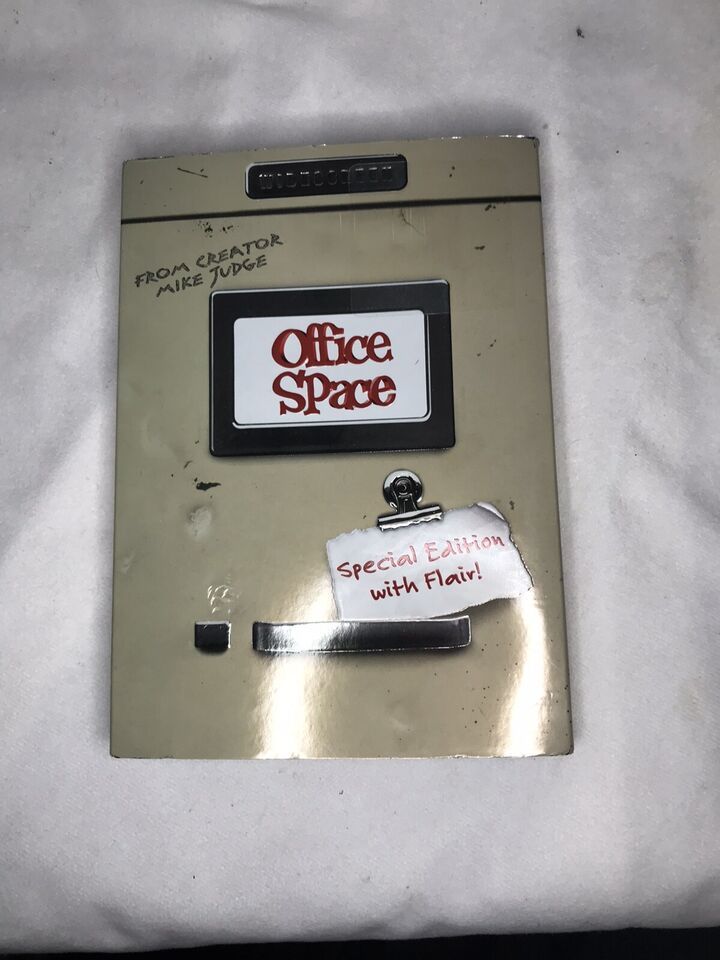 FROM CREATOR
MIKE JUDGE
Office
SPace
Special Edition
with Flair!